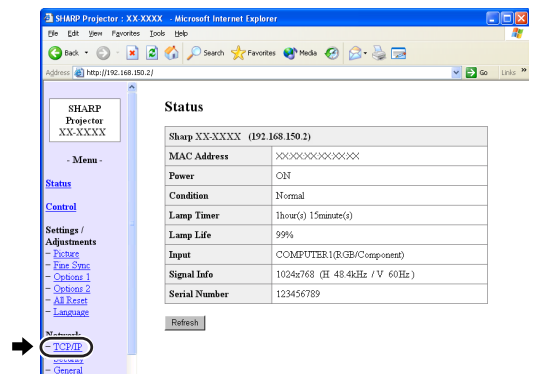 SHARP Projector : XX-XXXX - Microsoft Internet Explorer
File Edit View Favorites Tools Help
Back Search Favorites Media
Address http://192.168.150.2/ Go Links »
SHARP
Projector
XX-XXXX
- Menu -
Status
Control
Settings /
Adjustments
– Picture
– Fine Sync
– Options 1
– Options 2
– All Reset
– Language
Network
– TCP/IP
– Security
– General
Status
Sharp XX-XXXX (192.168.150.2)
MAC Address XXXXXXXXXXXX
Power ON
Condition Normal
Lamp Timer 1hour(s) 15minute(s)
Lamp Life 99%
Input COMPUTER1(RGB/Component)
Signal Info 1024x768 (H 48.4kHz / V 60Hz)
Serial Number 123456789
Refresh